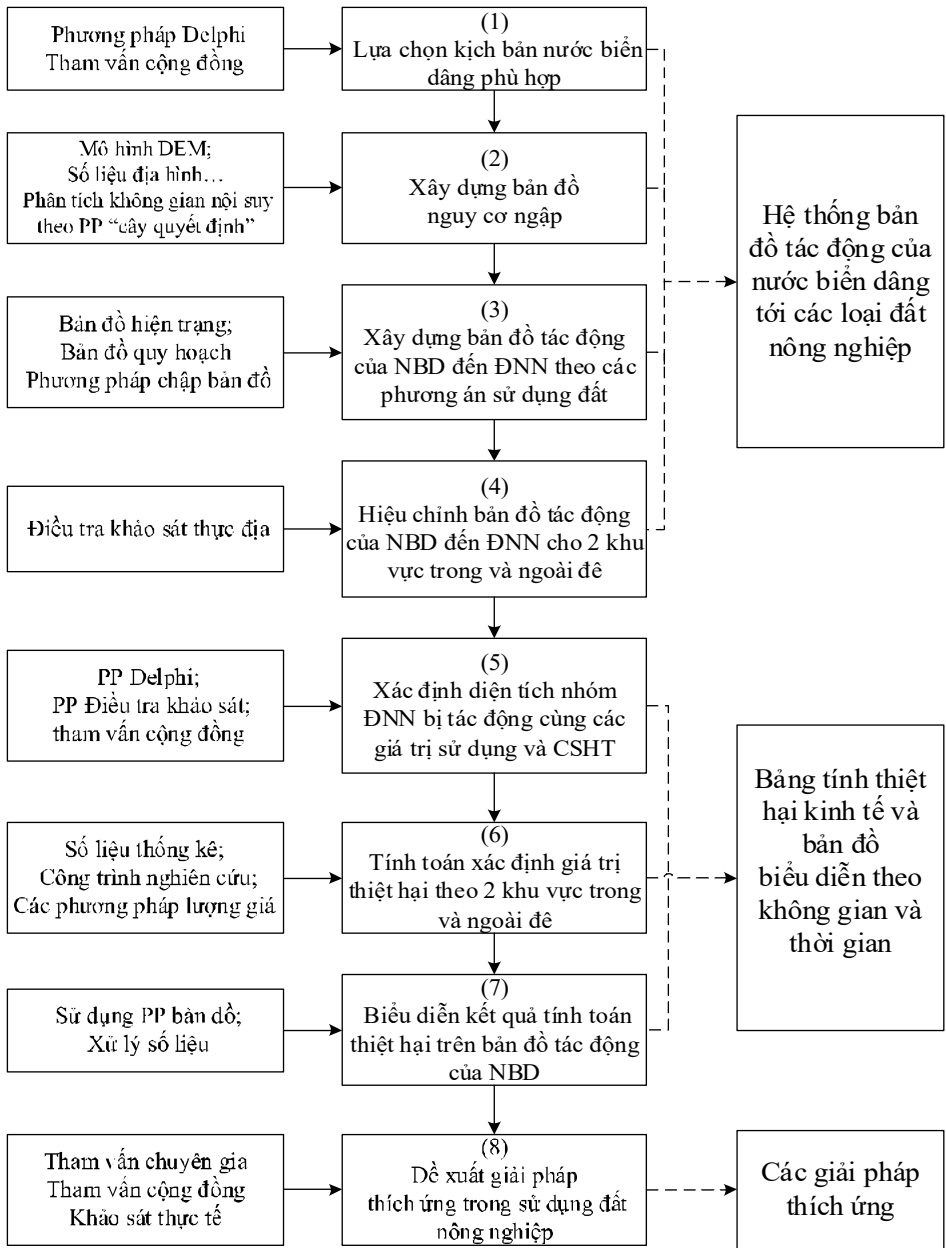 Phương pháp Delphi
Tham vấn cộng đồng
(1)
Lựa chọn kịch bản nước biển
dâng phù hợp
Mô hình DEM;
Số liệu địa hình…
Phân tích không gian nội suy
theo PP “cây quyết định”
(2)
Xây dựng bản đồ
nguy cơ ngập
Bản đồ hiện trạng;
Bản đồ quy hoạch
Phương pháp chập bản đồ
(3)
Xây dựng bản đồ tác động
của NBD đến ĐNN theo các
phương án sử dụng đất
Điều tra khảo sát thực địa
(4)
Hiệu chỉnh bản đồ tác động
của NBD đến ĐNN cho 2 khu
vực trong và ngoài đê
Hệ thống bản
đồ tác động của
nước biển dâng
tới các loại đất
nông nghiệp
PP Delphi;
PP Điều tra khảo sát;
tham vấn cộng đồng
(5)
Xác định diện tích nhóm
ĐNN bị tác động cùng các
giá trị sử dụng và CSHT
Số liệu thống kê;
Công trình nghiên cứu;
Các phương pháp lượng giá
(6)
Tính toán xác định giá trị
thiệt hại theo 2 khu vực trong
và ngoài đê
Sử dụng PP bản đồ;
Xử lý số liệu
(7)
Biểu diễn kết quả tính toán
thiệt hại trên bản đồ tác động
của NBD
Bảng tính thiệt
hại kinh tế và
bản đồ
biểu diễn theo
không gian và
thời gian
Tham vấn chuyên gia
Tham vấn cộng đồng
Khảo sát thực tế
(8)
Đề xuất giải pháp
thích ứng trong sử dụng đất
nông nghiệp
Các giải pháp
thích ứng